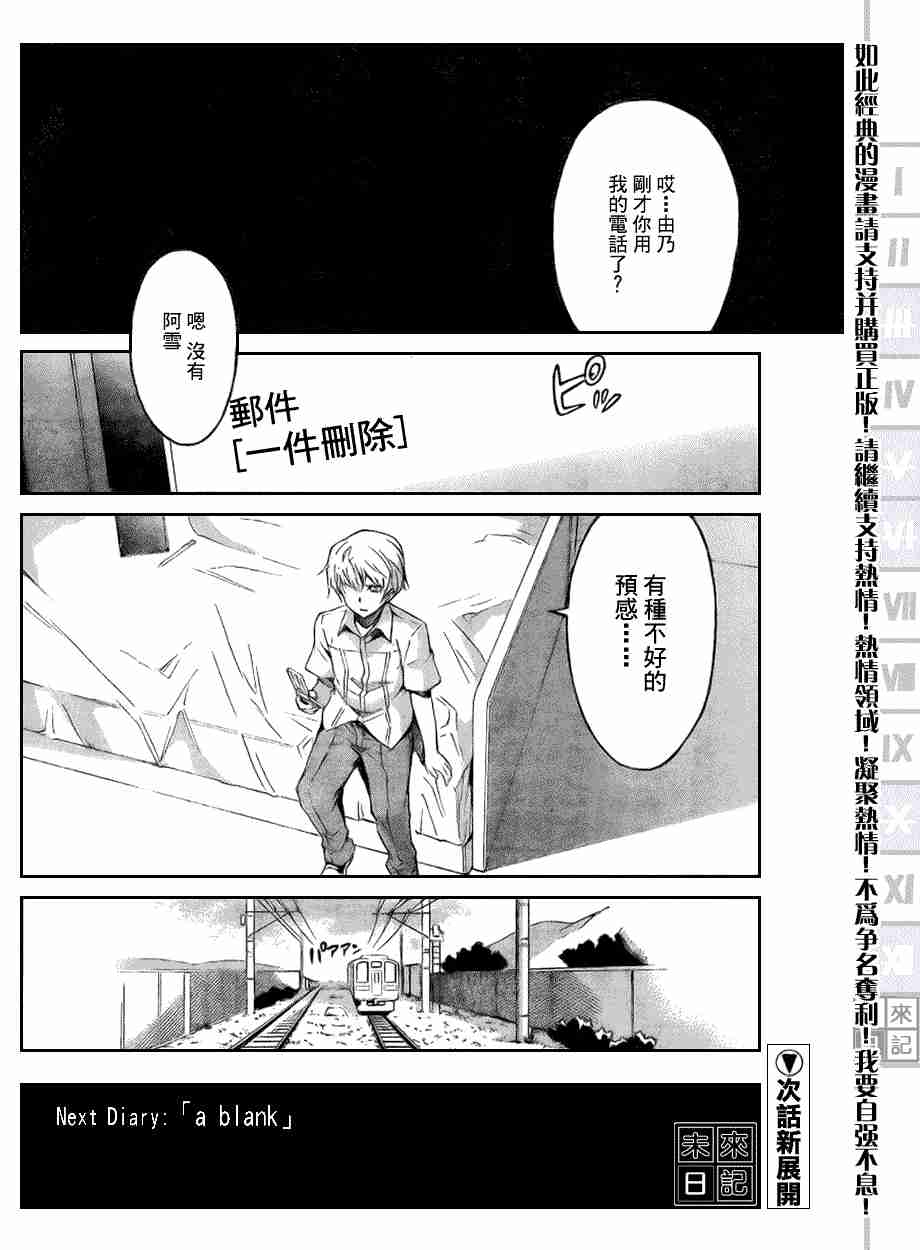 哎…由乃
剛才你用
我的電話了?
嗯 沒有
阿雪
ピッ
郵件
[一件刪除]
有種不好的
預感……
パァァン
Next Diary:「a blank」
未來
日記
▼次話新展開
如此經典的漫畫請支持并購買正版！請繼續支持熱情！熱情領域！凝聚熱情！不爲争名奪利！我要自强不息！
I
II
III
IV
V
VI
VII
VIII
IX
X
XI
XII
來
記